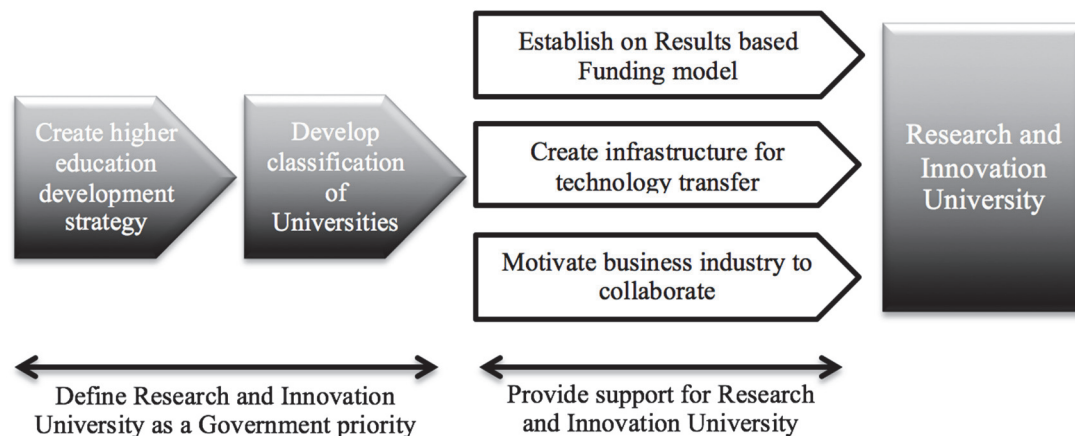 Create higher
education
development
strategy
Develop
classification
of
Universities
Establish on Results based
Funding model
Create infrastructure for
technology transfer
Motivate business industry to
collaborate
Research and
Innovation
University
Define Research and Innovation
University as a Government priority
Provide support for Research
and Innovation University